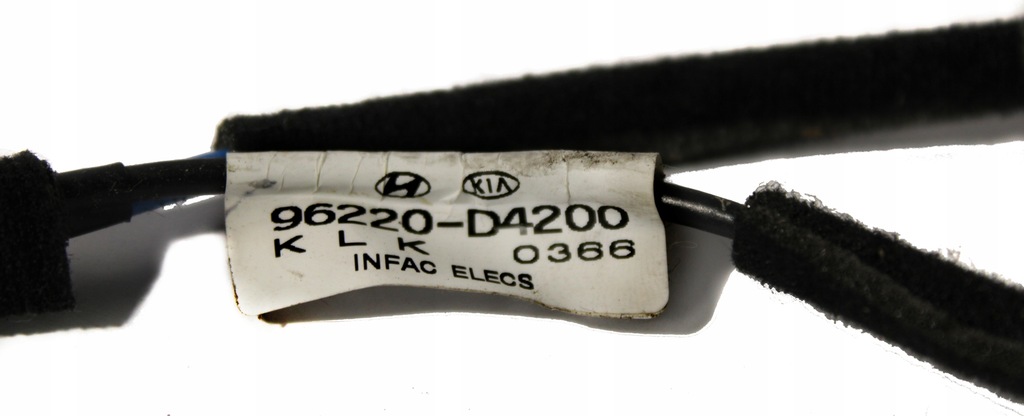 KIA
96220-D4200
K L K 0366
INFAC ELECS